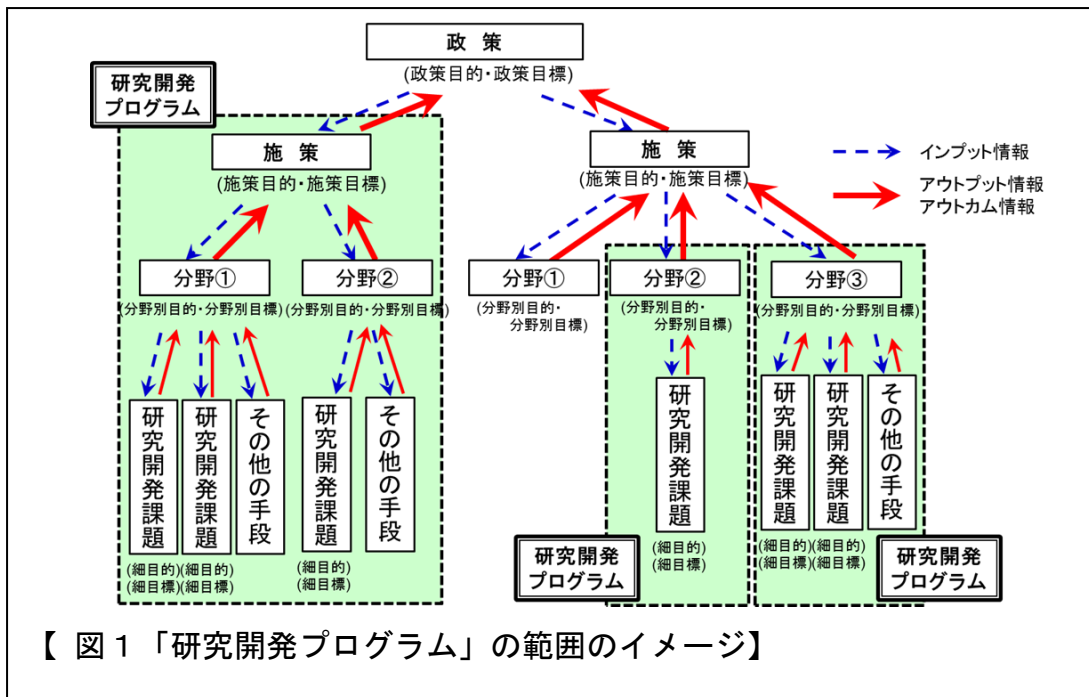 政 策
(政策目的・政策目標)
研究開発
プログラム
施 策
(施策目的・施策目標)
施 策
(施策目的・施策目標)
インプット情報
アウトプット情報
アウトカム情報
分野①
(分野別目的・分野別目標)
分野②
(分野別目的・分野別目標)
分野①
(分野別目的・
分野別目標)
分野②
(分野別目的・
分野別目標)
分野③
(分野別目的・分野別目標)
研究開発課題
研究開発課題
その他の手段
研究開発課題
その他の手段
研究開発課題
研究開発課題
研究開発課題
その他の手段
(細目的)(細目的)
(細目標)(細目標)
(細目的)
(細目標)
(細目的)
(細目標)
(細目的)(細目的)
(細目標)(細目標)
研究開発
プログラム
研究開発
プログラム
【 図1「研究開発プログラム」の範囲のイメージ】